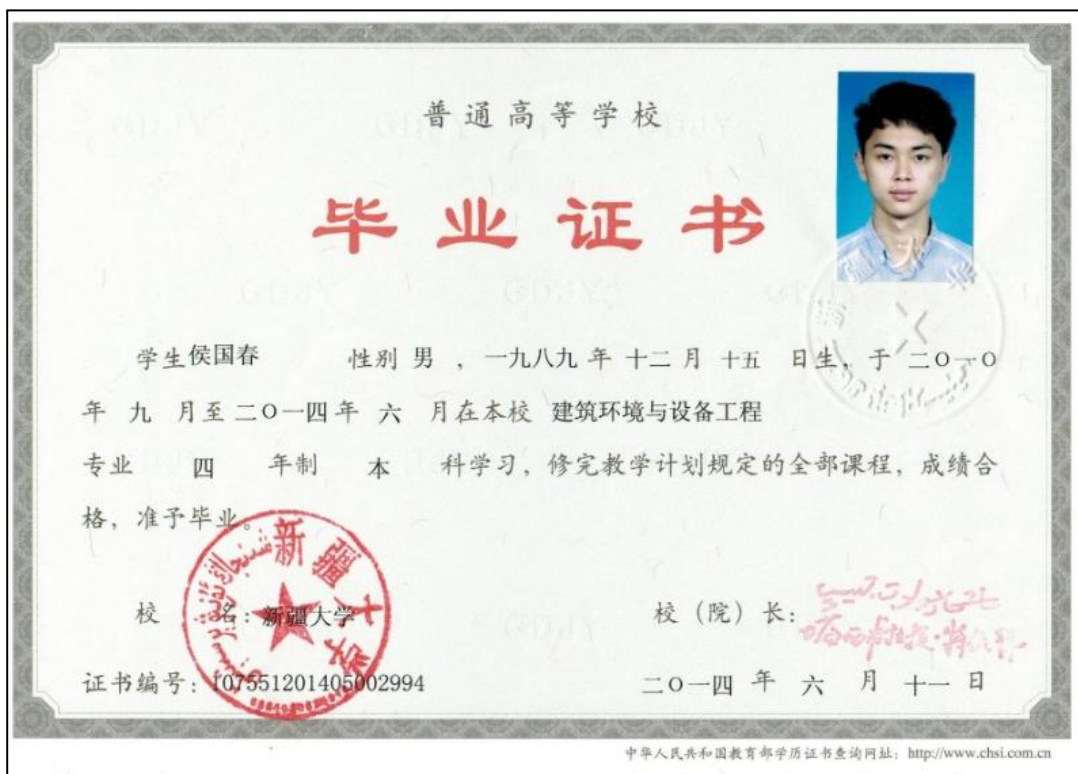 普通高等学校
毕业证书
学生侯国春 性别 男 ，一九八九 年 十二 月 十五 日生，于 二〇一〇
年 九 月至 二〇一四 年 六 月在本校 建筑环境与设备工程
专业 四 年制 本 科学习，修完教学计划规定的全部课程，成绩合
格，准予毕业。
新疆大学
校 名：新疆大学
校（院）长：
证书编号：107551201405002994
二〇一四 年 六 月 十一 日
中华人民共和国教育部学历证书查询网址：http://www.chsi.com.cn